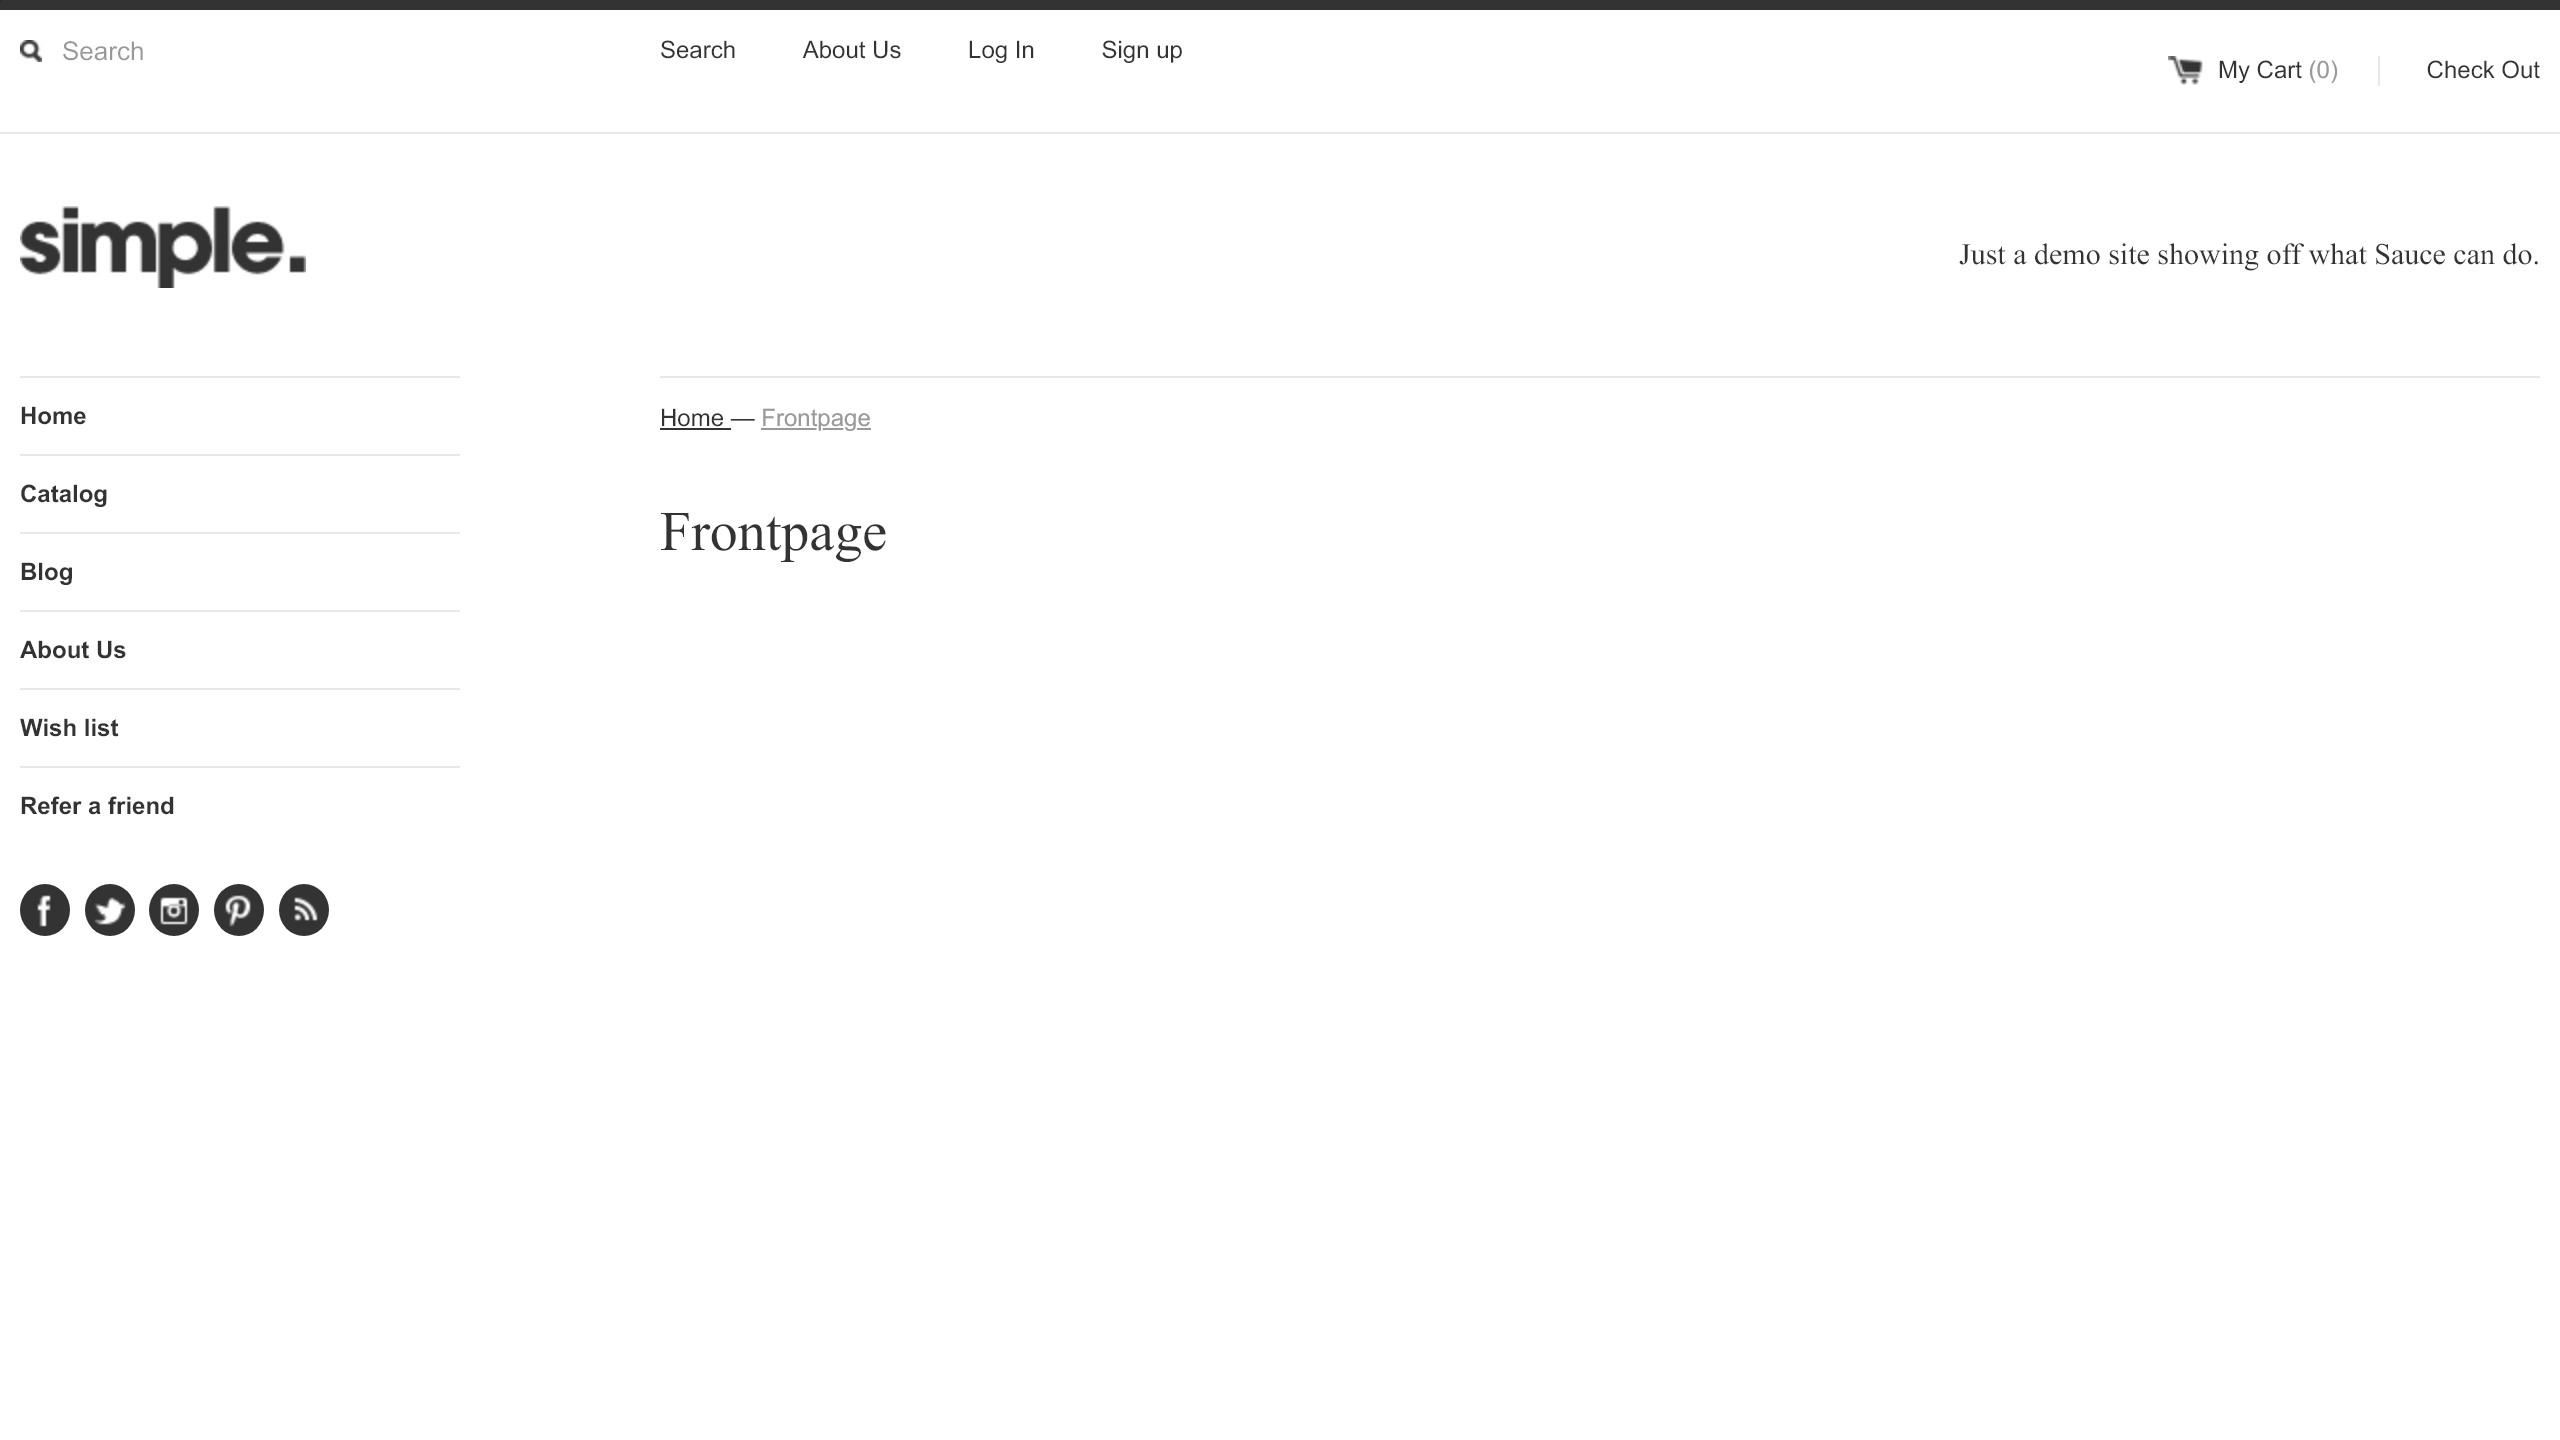 Search
Search About Us Log In Sign up
My Cart (0) Check Out
simple.
Just a demo site showing off what Sauce can do.
Home
Catalog
Blog
About Us
Wish list
Refer a friend
Home — Frontpage
Frontpage